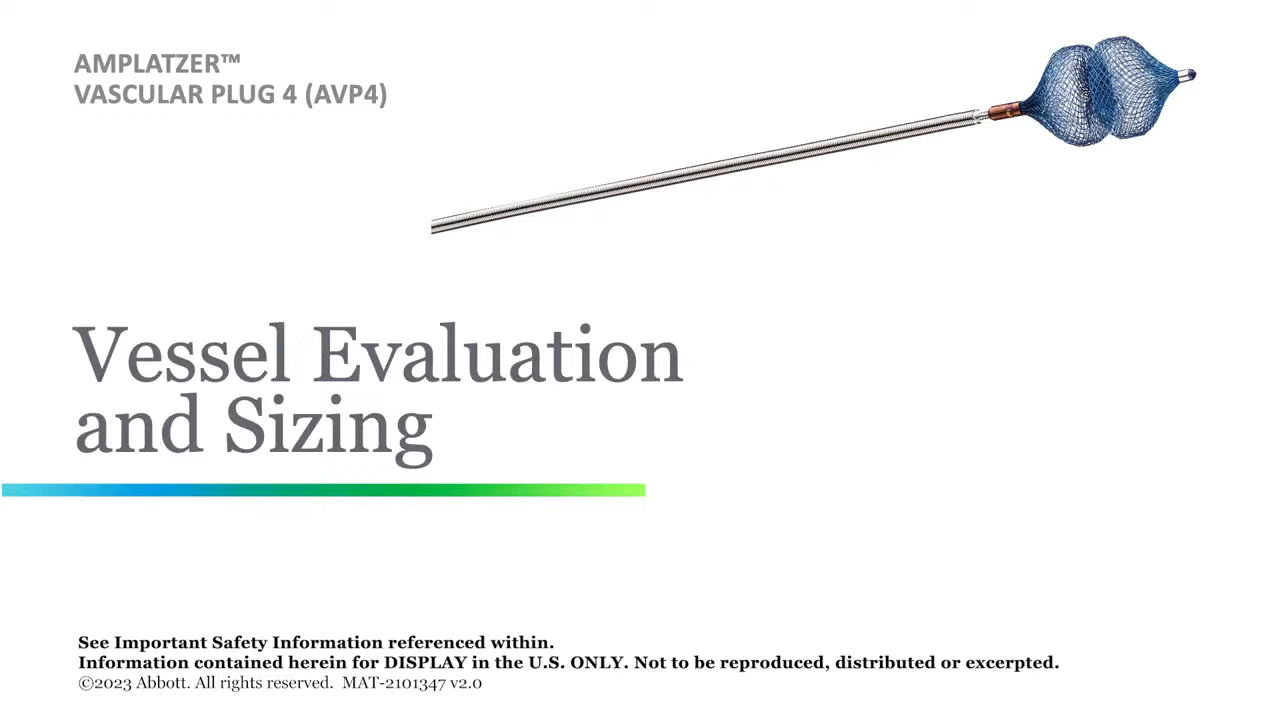 AMPLATZER™
VASCULAR PLUG 4 (AVP4)
Vessel Evaluation
and Sizing
See Important Safety Information referenced within.
Information contained herein for DISPLAY in the U.S. ONLY. Not to be reproduced, distributed or excerpted.
©2023 Abbott. All rights reserved. MAT-2101347 v2.0